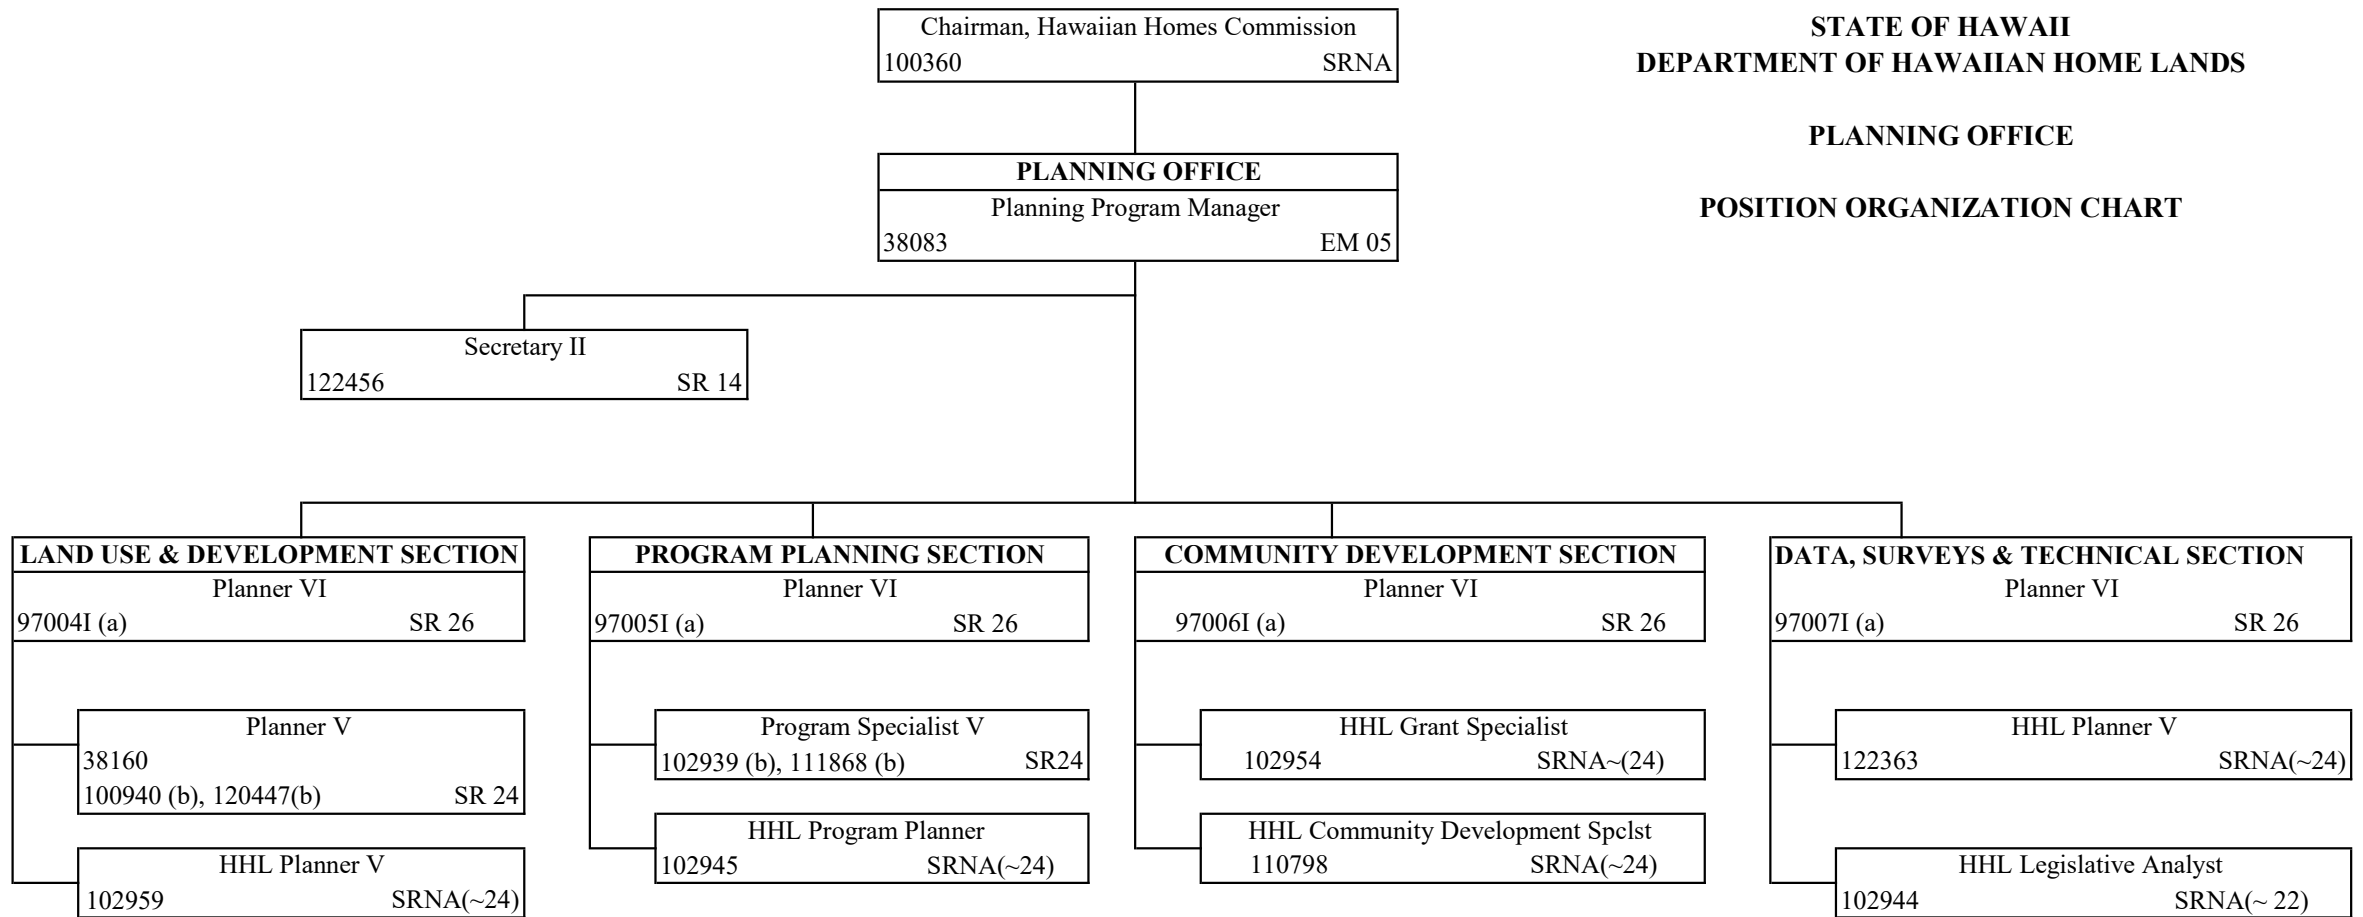 Chairman, Hawaiian Homes Commission
100360 SRNA
STATE OF HAWAII
DEPARTMENT OF HAWAIIAN HOME LANDS
PLANNING OFFICE
POSITION ORGANIZATION CHART
PLANNING OFFICE
Planning Program Manager
38083 EM 05
Secretary II
122456 SR 14
LAND USE & DEVELOPMENT SECTION
Planner VI
97004I (a) SR 26
Planner V
38160
100940 (b), 120447(b) SR 24
HHL Planner V
102959 SRNA(~24)
PROGRAM PLANNING SECTION
Planner VI
97005I (a) SR 26
Program Specialist V
102939 (b), 111868 (b) SR24
HHL Program Planner
102945 SRNA(~24)
COMMUNITY DEVELOPMENT SECTION
Planner VI
97006I (a) SR 26
HHL Grant Specialist
102954 SRNA~(24)
HHL Community Development Spclst
110798 SRNA(~24)
DATA, SURVEYS & TECHNICAL SECTION
Planner VI
97007I (a) SR 26
HHL Planner V
122363 SRNA(~24)
HHL Legislative Analyst
102944 SRNA(~ 22)